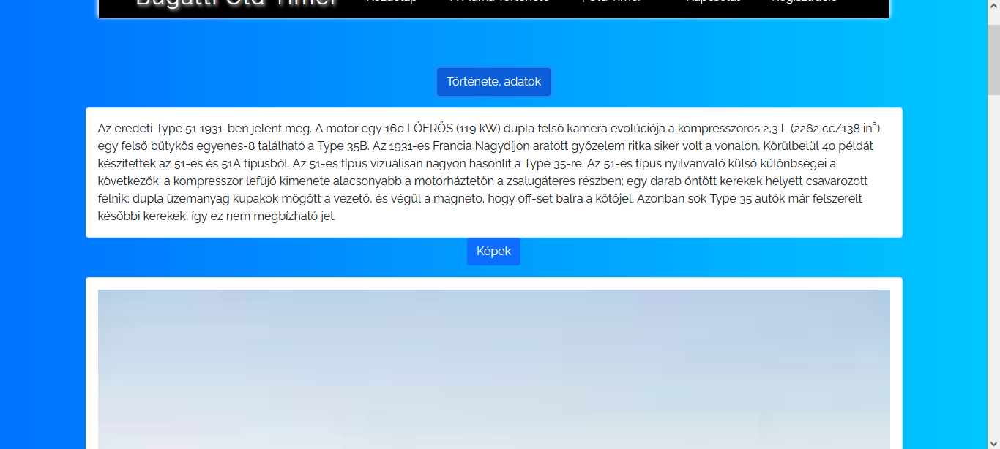 Bugatti Old Timer
Története, adatok
Az eredeti Type 51 1931-ben jelent meg. A motor egy 160 LÓERŐS (119 kW) dupla felső kamera evolúciója a kompresszoros 2,3 L (2262 cc/138 in³)
egy felső bütykös egyenes-8 található a Type 35B. Az 1931-es Francia Nagydíjon aratott győzelem ritka siker volt a vonalon. Körülbelül 40 példát
készítettek az 51-es és 51A típusból. Az 51-es típus vizuálisan nagyon hasonlít a Type 35-re. Az 51-es típus nyilvánvaló külső különbségei a
következők: a kompresszor lefújó kimenete alacsonyabb a motorháztetőn a zsalugáteres részben; egy darab öntött kerekek helyett csavarozott
felnik; dupla üzemanyag kupakok mögött a vezető, és végül a magneto, hogy off-set balra a kötőjel. Azonban sok Type 35 autók már felszerelt
későbbi kerekek, így ez nem megbízható jel.
Képek